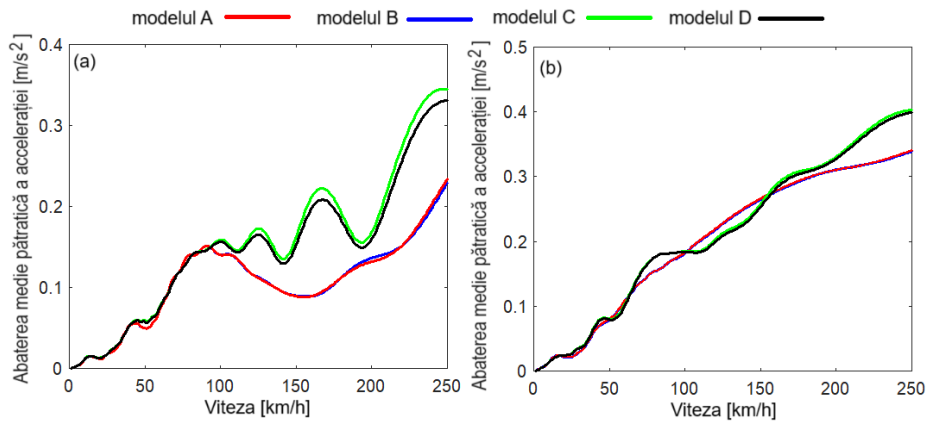 modelul A modelul B modelul C modelul D
(a)
Abaterea medie pătratică a accelerației [m/s²]
0.4
0.3
0.2
0.1
0
0 50 100 150 200 250
Viteza [km/h]
(b)
Abaterea medie pătratică a accelerației [m/s²]
0.5
0.4
0.3
0.2
0.1
0
0 50 100 150 200 250
Viteza [km/h]